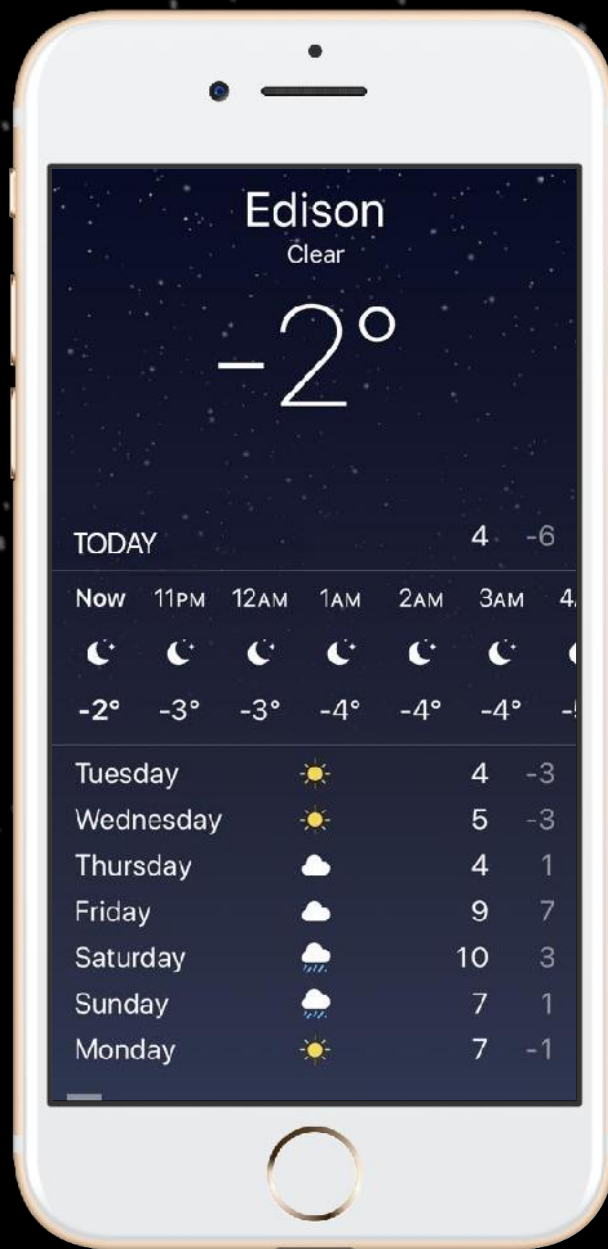 Edison
Clear
-2°
TODAY 4 -6
Now 11PM 12AM 1AM 2AM 3AM
-2° -3° -3° -4° -4° -4°
Tuesday 4 -3
Wednesday 5 -3
Thursday 4 1
Friday 9 7
Saturday 10 3
Sunday 7 1
Monday 7 -1